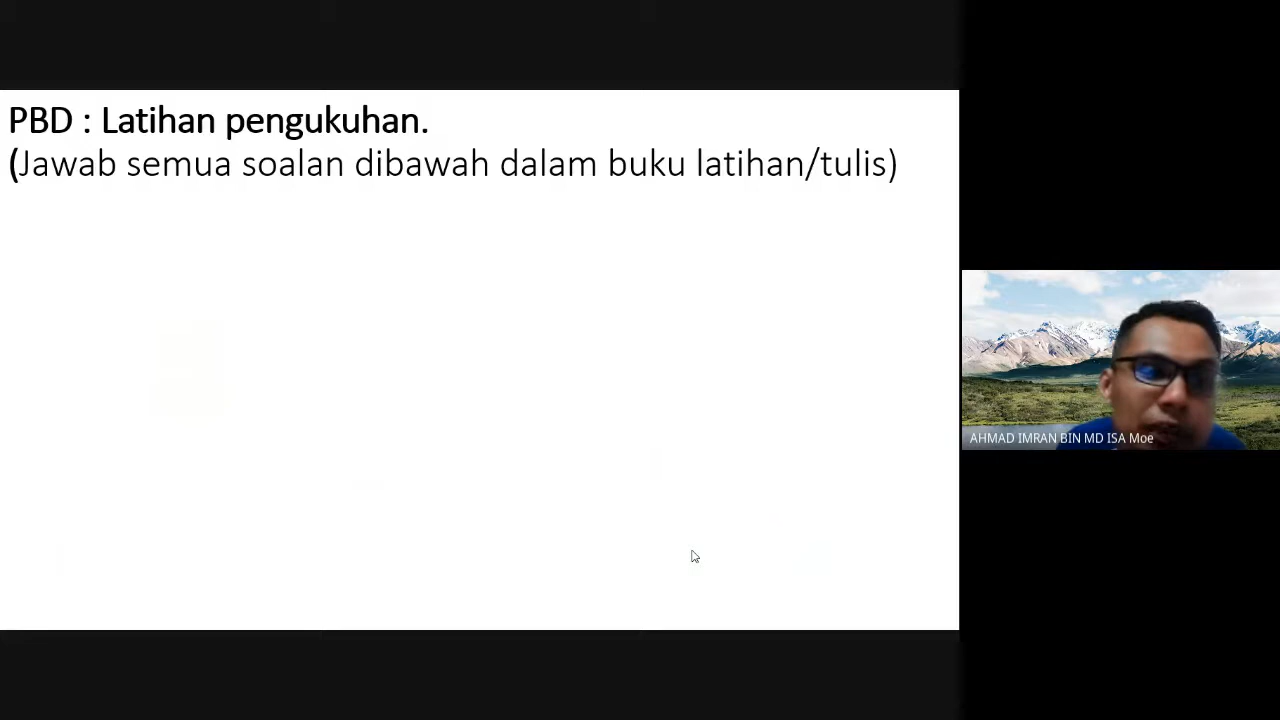 PBD : Latihan pengukuhan.
(Jawab semua soalan dibawah dalam buku latihan/tulis)
AHMAD IMRAN BIN MD ISA Moe